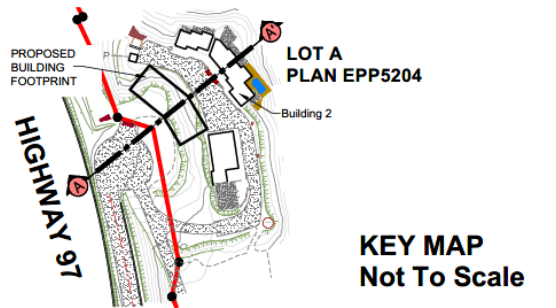 PROPOSED
BUILDING
FOOTPRINT
P
LOT A
PLAN EPP5204
Building 2
HIGHWAY 97
A
A'
KEY MAP
Not To Scale